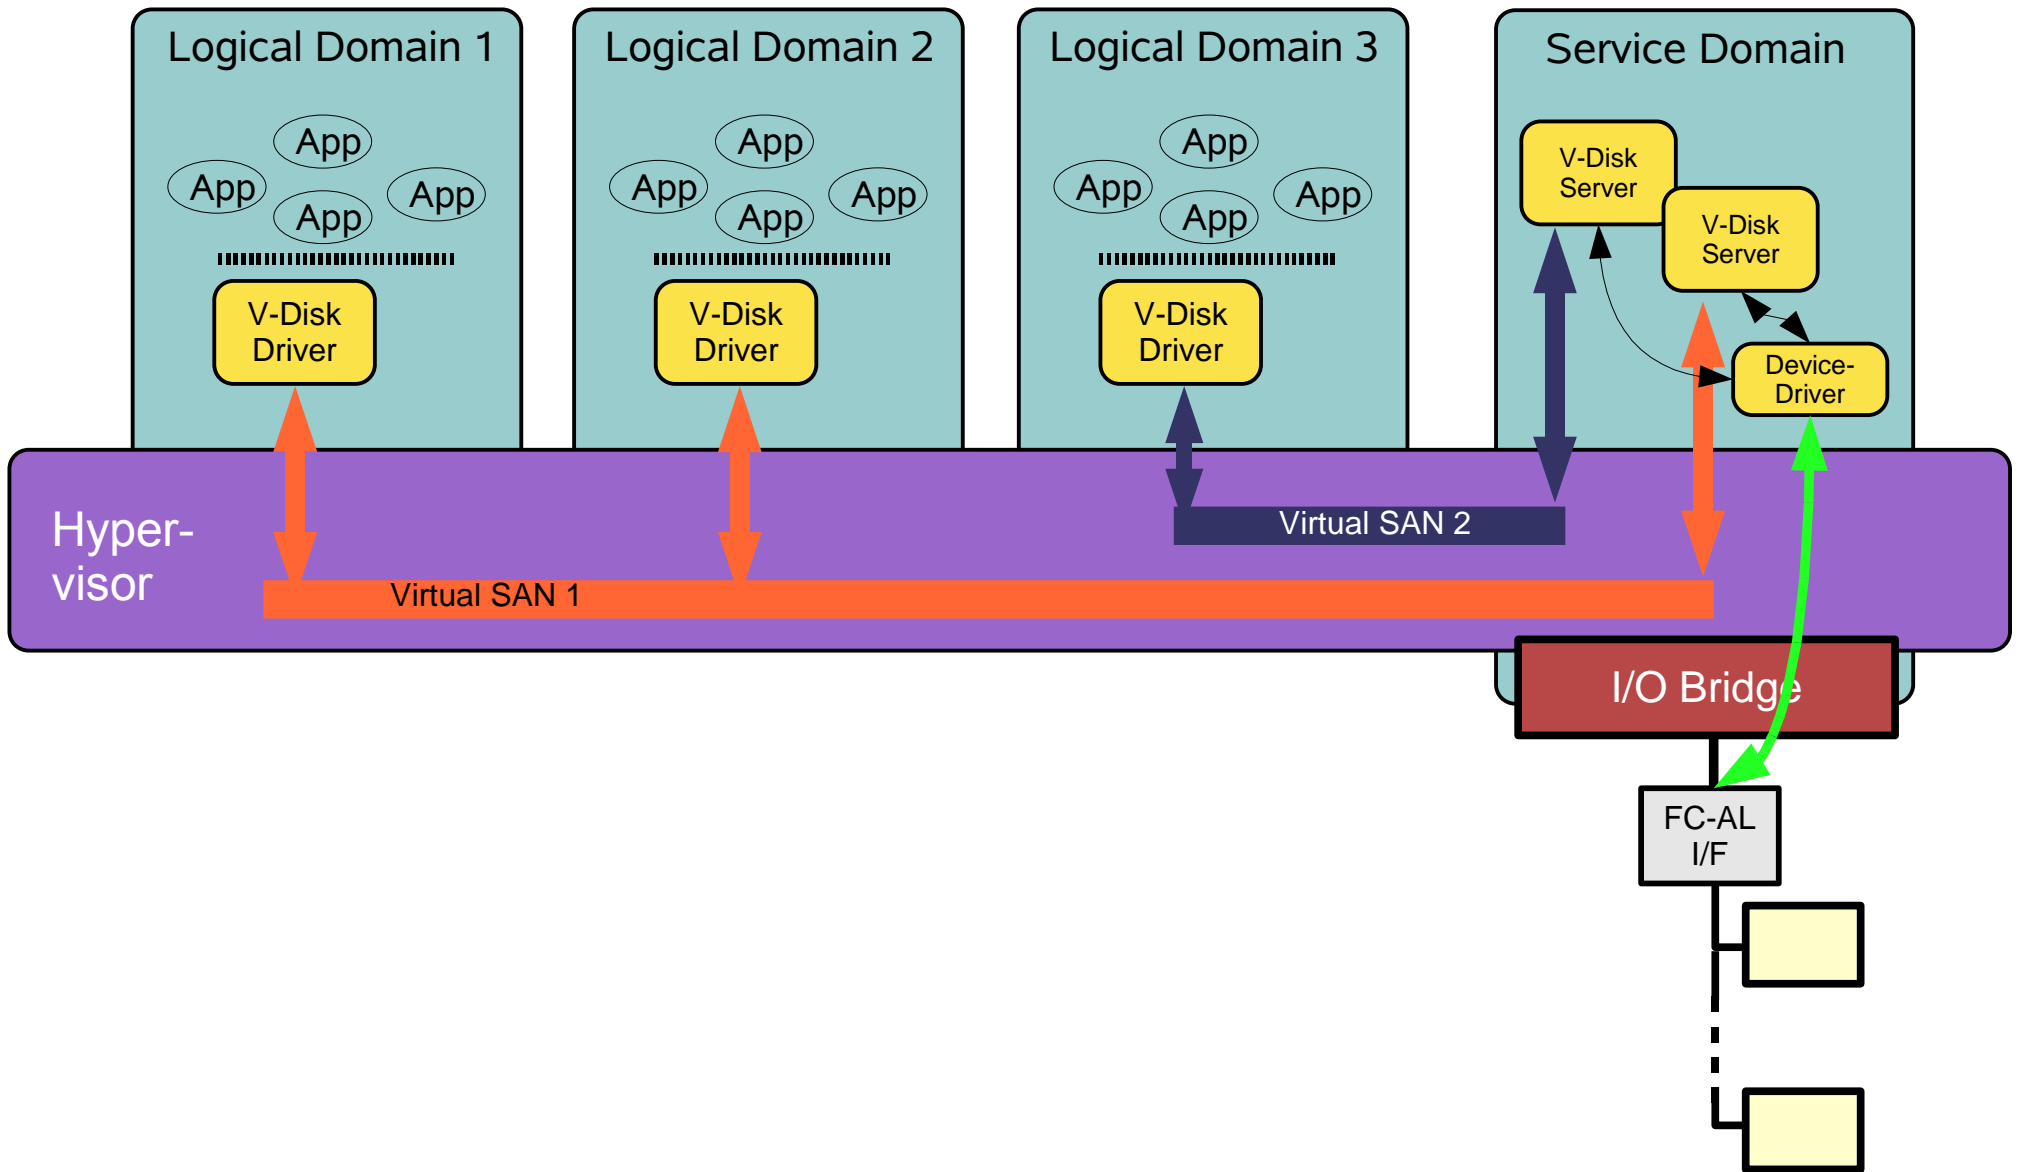 Logical Domain 1
App
App
App
App
V-Disk
Driver
Logical Domain 2
App
App
App
App
V-Disk
Driver
Logical Domain 3
App
App
App
App
V-Disk
Driver
Service Domain
V-Disk
Server
V-Disk
Server
Device-
Driver
Hyper-
visor
Virtual SAN 2
Virtual SAN 1
I/O Bridge
FC-AL
I/F